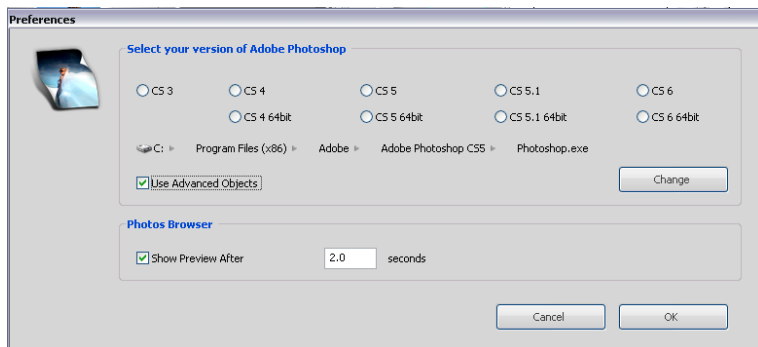 Preferences
Select your version of Adobe Photoshop
CS 3 CS 4 CS 5 CS 5.1 CS 6
CS 4 64bit CS 5 64bit CS 5.1 64bit CS 6 64bit
C: Program Files (x86) Adobe Adobe Photoshop CS5 Photoshop.exe
Use Advanced Objects Change
Photos Browser
Show Preview After 2.0 seconds
Cancel OK